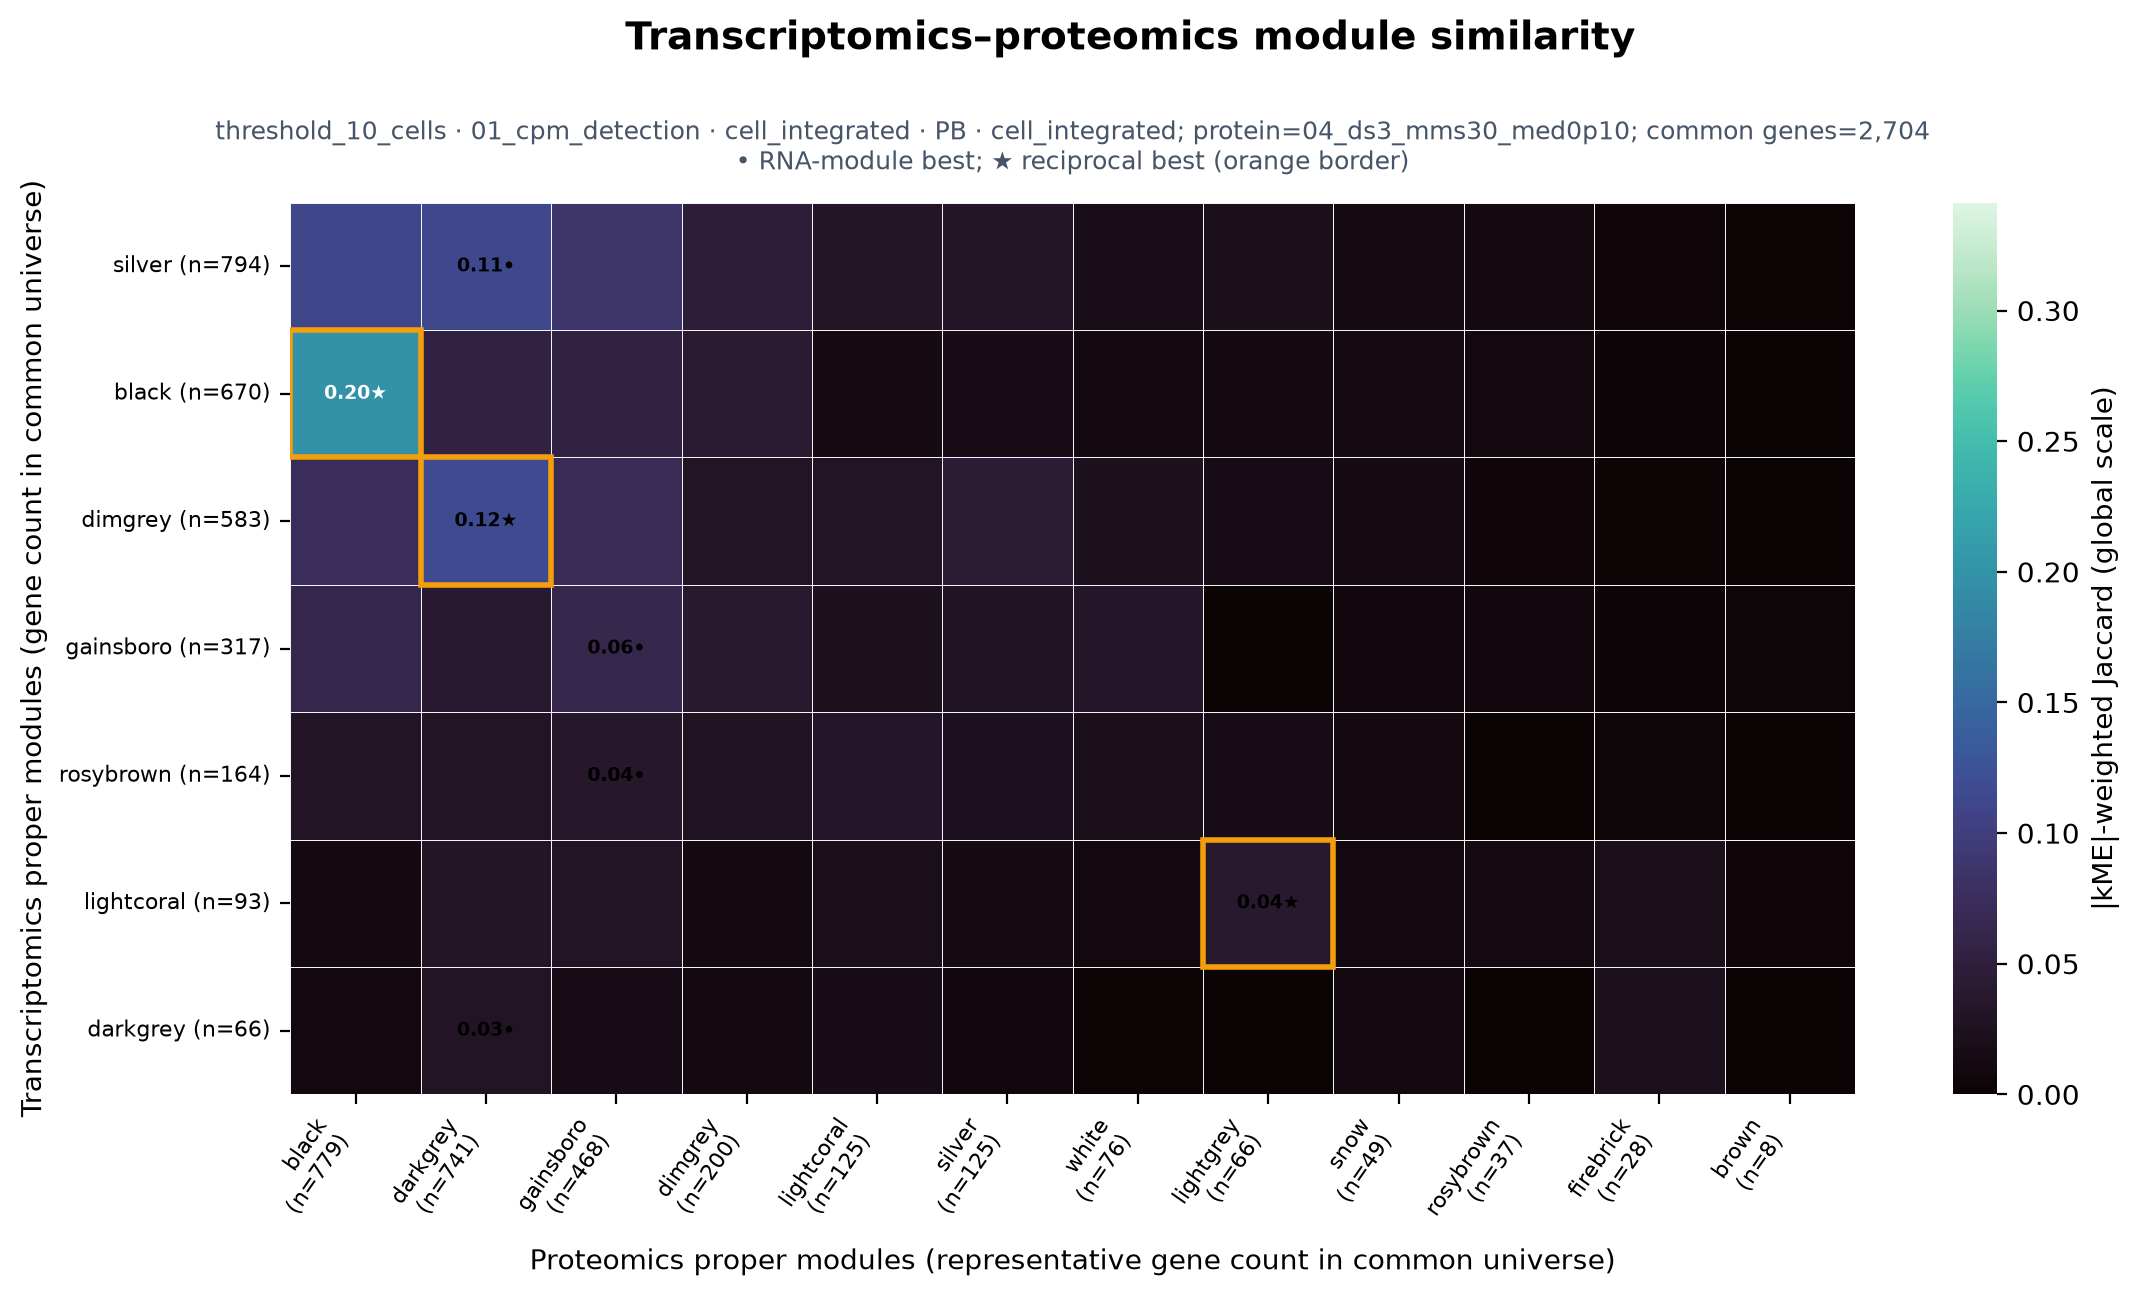 Transcriptomics–proteomics module similarity
threshold_10_cells · 01_cpm_detection · cell_integrated · PB · cell_integrated; protein=04_ds3_mms30_med0p10; common genes=2,704
• RNA-module best; ★ reciprocal best (orange border)
Transcriptomics proper modules (gene count in common universe)
silver (n=794)
0.11•
black (n=670)
0.20★
dimgrey (n=583)
0.12★
gainsboro (n=317)
0.06•
rosybrown (n=164)
0.04•
lightcoral (n=93)
0.04★
darkgrey (n=66)
0.03•
black
(n=779)
darkgrey
(n=741)
gainsboro
(n=468)
dimgrey
(n=200)
lightcoral
(n=125)
silver
(n=125)
white
(n=76)
lightgrey
(n=66)
snow
(n=49)
rosybrown
(n=37)
firebrick
(n=28)
brown
(n=8)
Proteomics proper modules (representative gene count in common universe)
0.30
0.25
0.20
0.15
0.10
0.05
0.00
|kME|-weighted Jaccard (global scale)